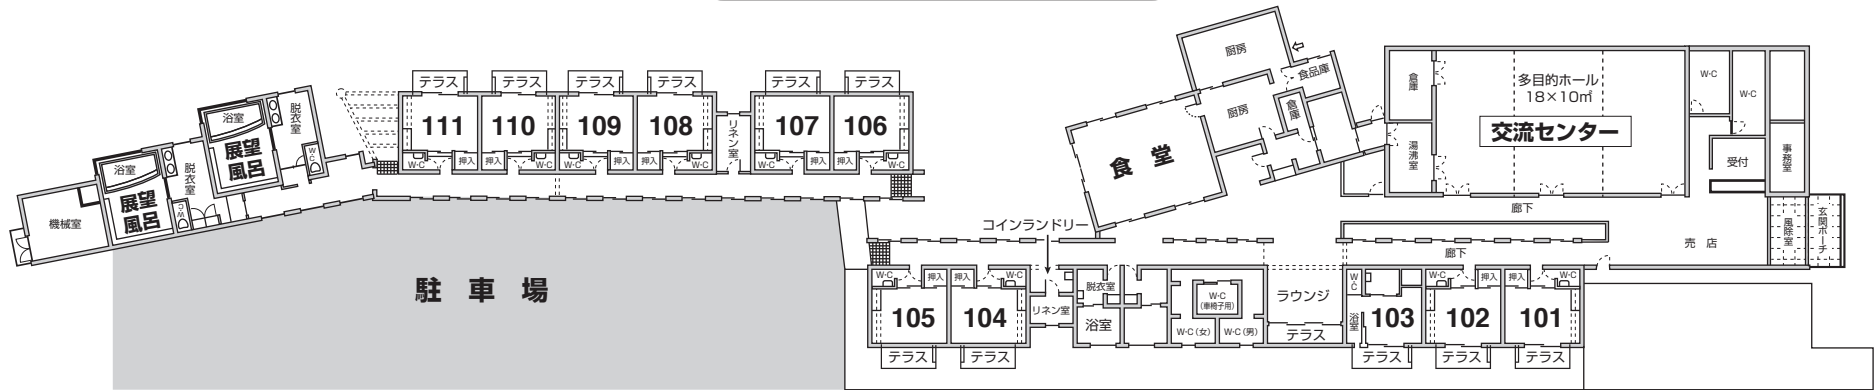 厨房
食品庫
厨房
倉庫
食堂
倉庫
多目的ホール
18×10㎡
交流センター
湯沸室
W·C
W·C
受付
事務室
廊下
売店
風除室
玄関ポーチ
テラス
テラス
テラス
テラス
テラス
テラス
111
110
109
108
107
106
W·C
押入
押入
W·C
W·C
押入
押入
W·C
リネン室
W·C
押入
押入
W·C
浴室
展望
風呂
脱衣室
W·C
浴室
展望
風呂
脱衣室
W·C
機械室
駐車場
コインランドリー
廊下
W·C
押入
押入
W·C
105
104
リネン室
脱衣室
浴室
W·C
(車椅子用)
W·C(女)
W·C(男)
ラウンジ
テラス
W·C
浴室
103
W·C
押入
押入
W·C
102
101
テラス
テラス
テラス
テラス
テラス